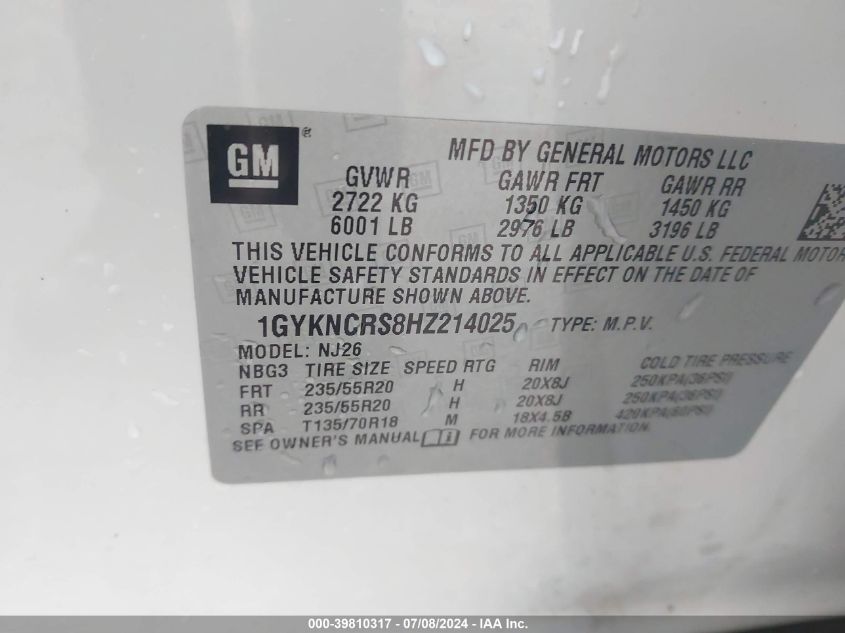 GM®
MFD BY GENERAL MOTORS LLC
GVWR GAWR FRT GAWR RR
2722 KG 1350 KG 1450 KG
6001 LB 2976 LB 3196 LB
THIS VEHICLE CONFORMS TO ALL APPLICABLE U.S. FEDERAL MOTOR
VEHICLE SAFETY STANDARDS IN EFFECT ON THE DATE OF
MANUFACTURE SHOWN ABOVE.
1GYKNCRS8HZ214025 TYPE: M.P.V.
MODEL: NJ26
NBG3 TIRE SIZE SPEED RTG RIM COLD TIRE PRESSURE
FRT 235/55R20 H 20X8J 250KPA(36PSI)
RR 235/55R20 H 20X8J 250KPA(36PSI)
SPA T135/70R18 M 18X4.5B 420KPA(60PSI)
SEE OWNER'S MANUAL FOR MORE INFORMATION.
000-39810317 / 07/08/2024 - IAA Inc.